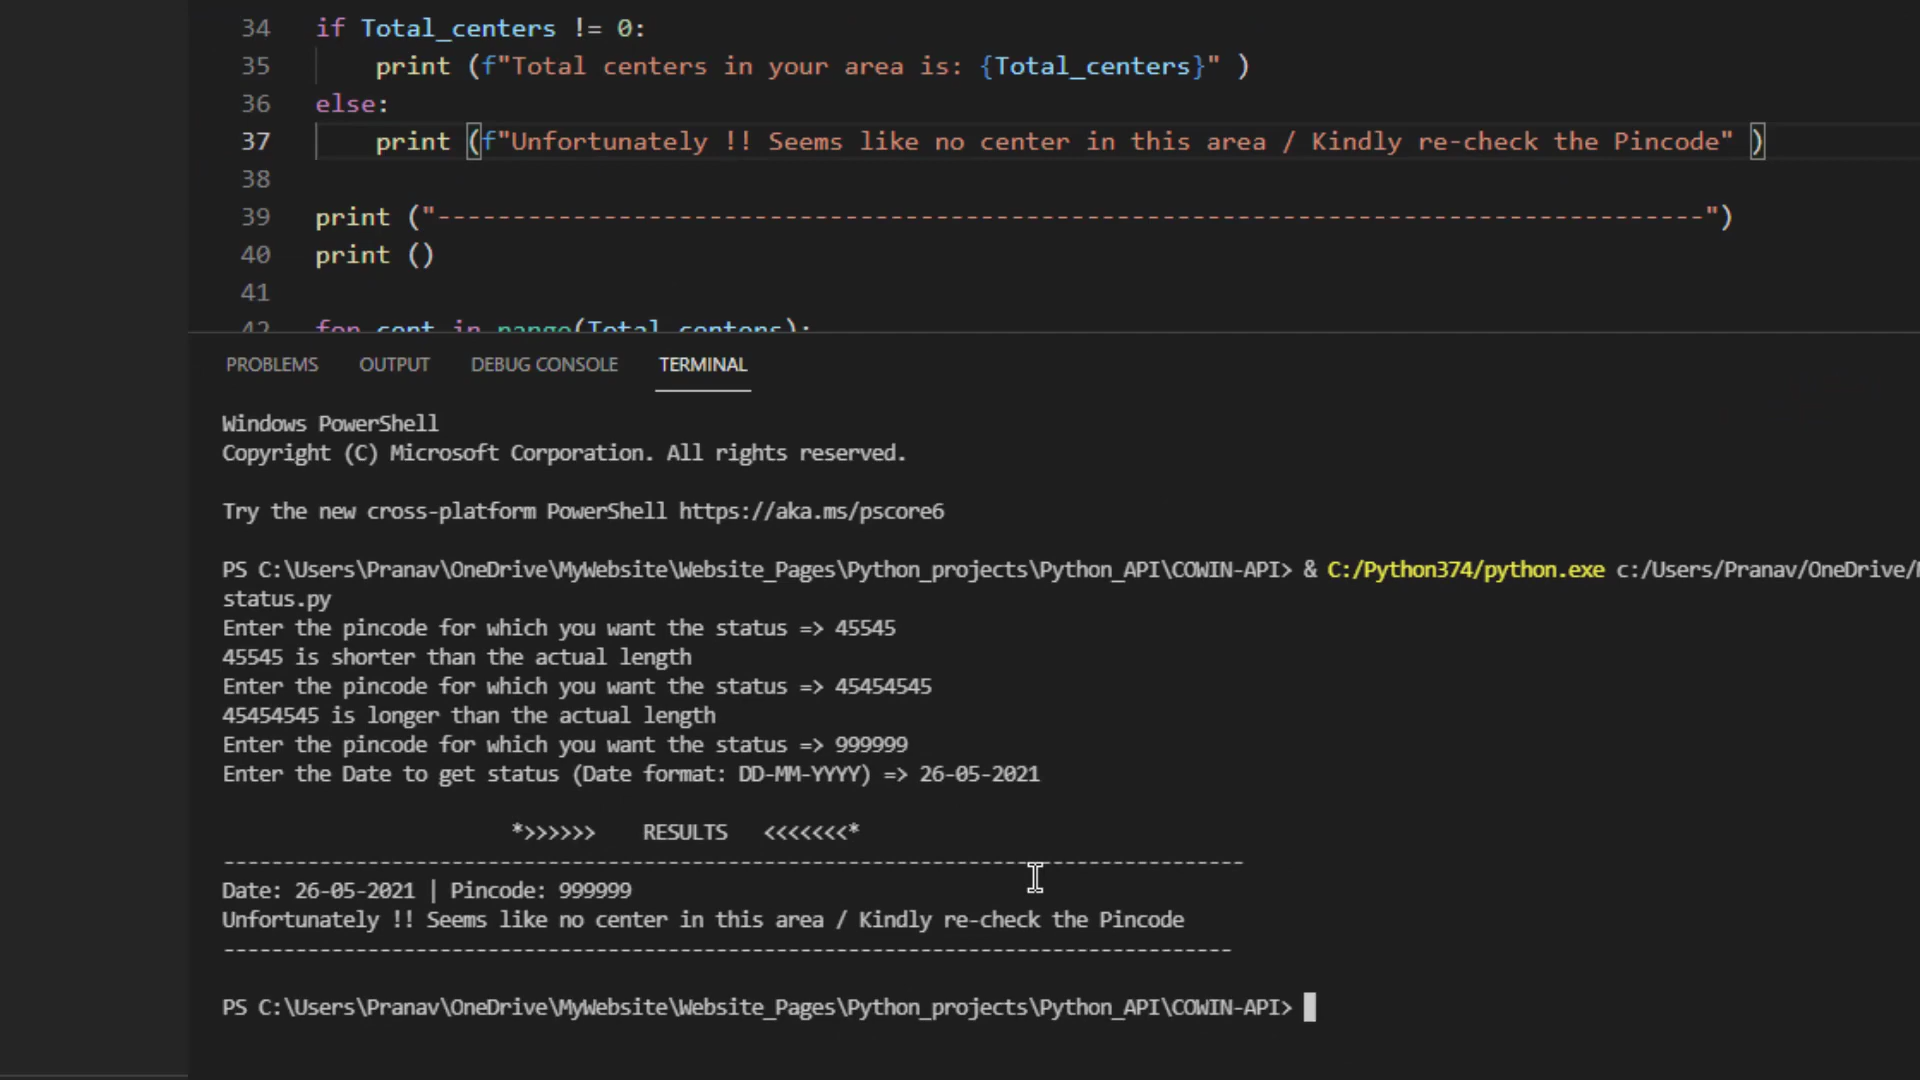 34 if Total_centers != 0:
35 print (f"Total centers in your area is: {Total_centers}" )
36 else:
37 print (f"Unfortunately !! Seems like no center in this area / Kindly re-check the Pincode" )
38
39 print ("------------------------------------------------------------------------------------")
40 print ()
41
42 for cent in range(Total_centers):
PROBLEMS OUTPUT DEBUG CONSOLE TERMINAL
Windows PowerShell
Copyright (C) Microsoft Corporation. All rights reserved.
Try the new cross-platform PowerShell https://aka.ms/pscore6
PS C:\Users\Pranav\OneDrive\MyWebsite\Website_Pages\Python_projects\Python_API\COWIN-API> & C:/Python374/python.exe c:/Users/Pranav/OneDrive/
status.py
Enter the pincode for which you want the status => 45545
45545 is shorter than the actual length
Enter the pincode for which you want the status => 45454545
45454545 is longer than the actual length
Enter the pincode for which you want the status => 999999
Enter the Date to get status (Date format: DD-MM-YYYY) => 26-05-2021
*>>>>>> RESULTS <<<<<<<*
-------------------------------------------------------------------------------------
Date: 26-05-2021 | Pincode: 999999
Unfortunately !! Seems like no center in this area / Kindly re-check the Pincode
------------------------------------------------------------------------------------
PS C:\Users\Pranav\OneDrive\MyWebsite\Website_Pages\Python_projects\Python_API\COWIN-API>